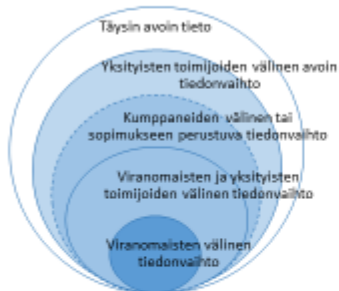 Täysin avoin tieto
Yksityisten toimijoiden välinen avoin
tiedonvaihto
Kumppaneiden välinen tai
sopimukseen perustuva tiedonvaihto
Viranomaisten ja yksityisten
toimijoiden välinen tiedonvaihto
Viranomaisten välinen
tiedonvaihto